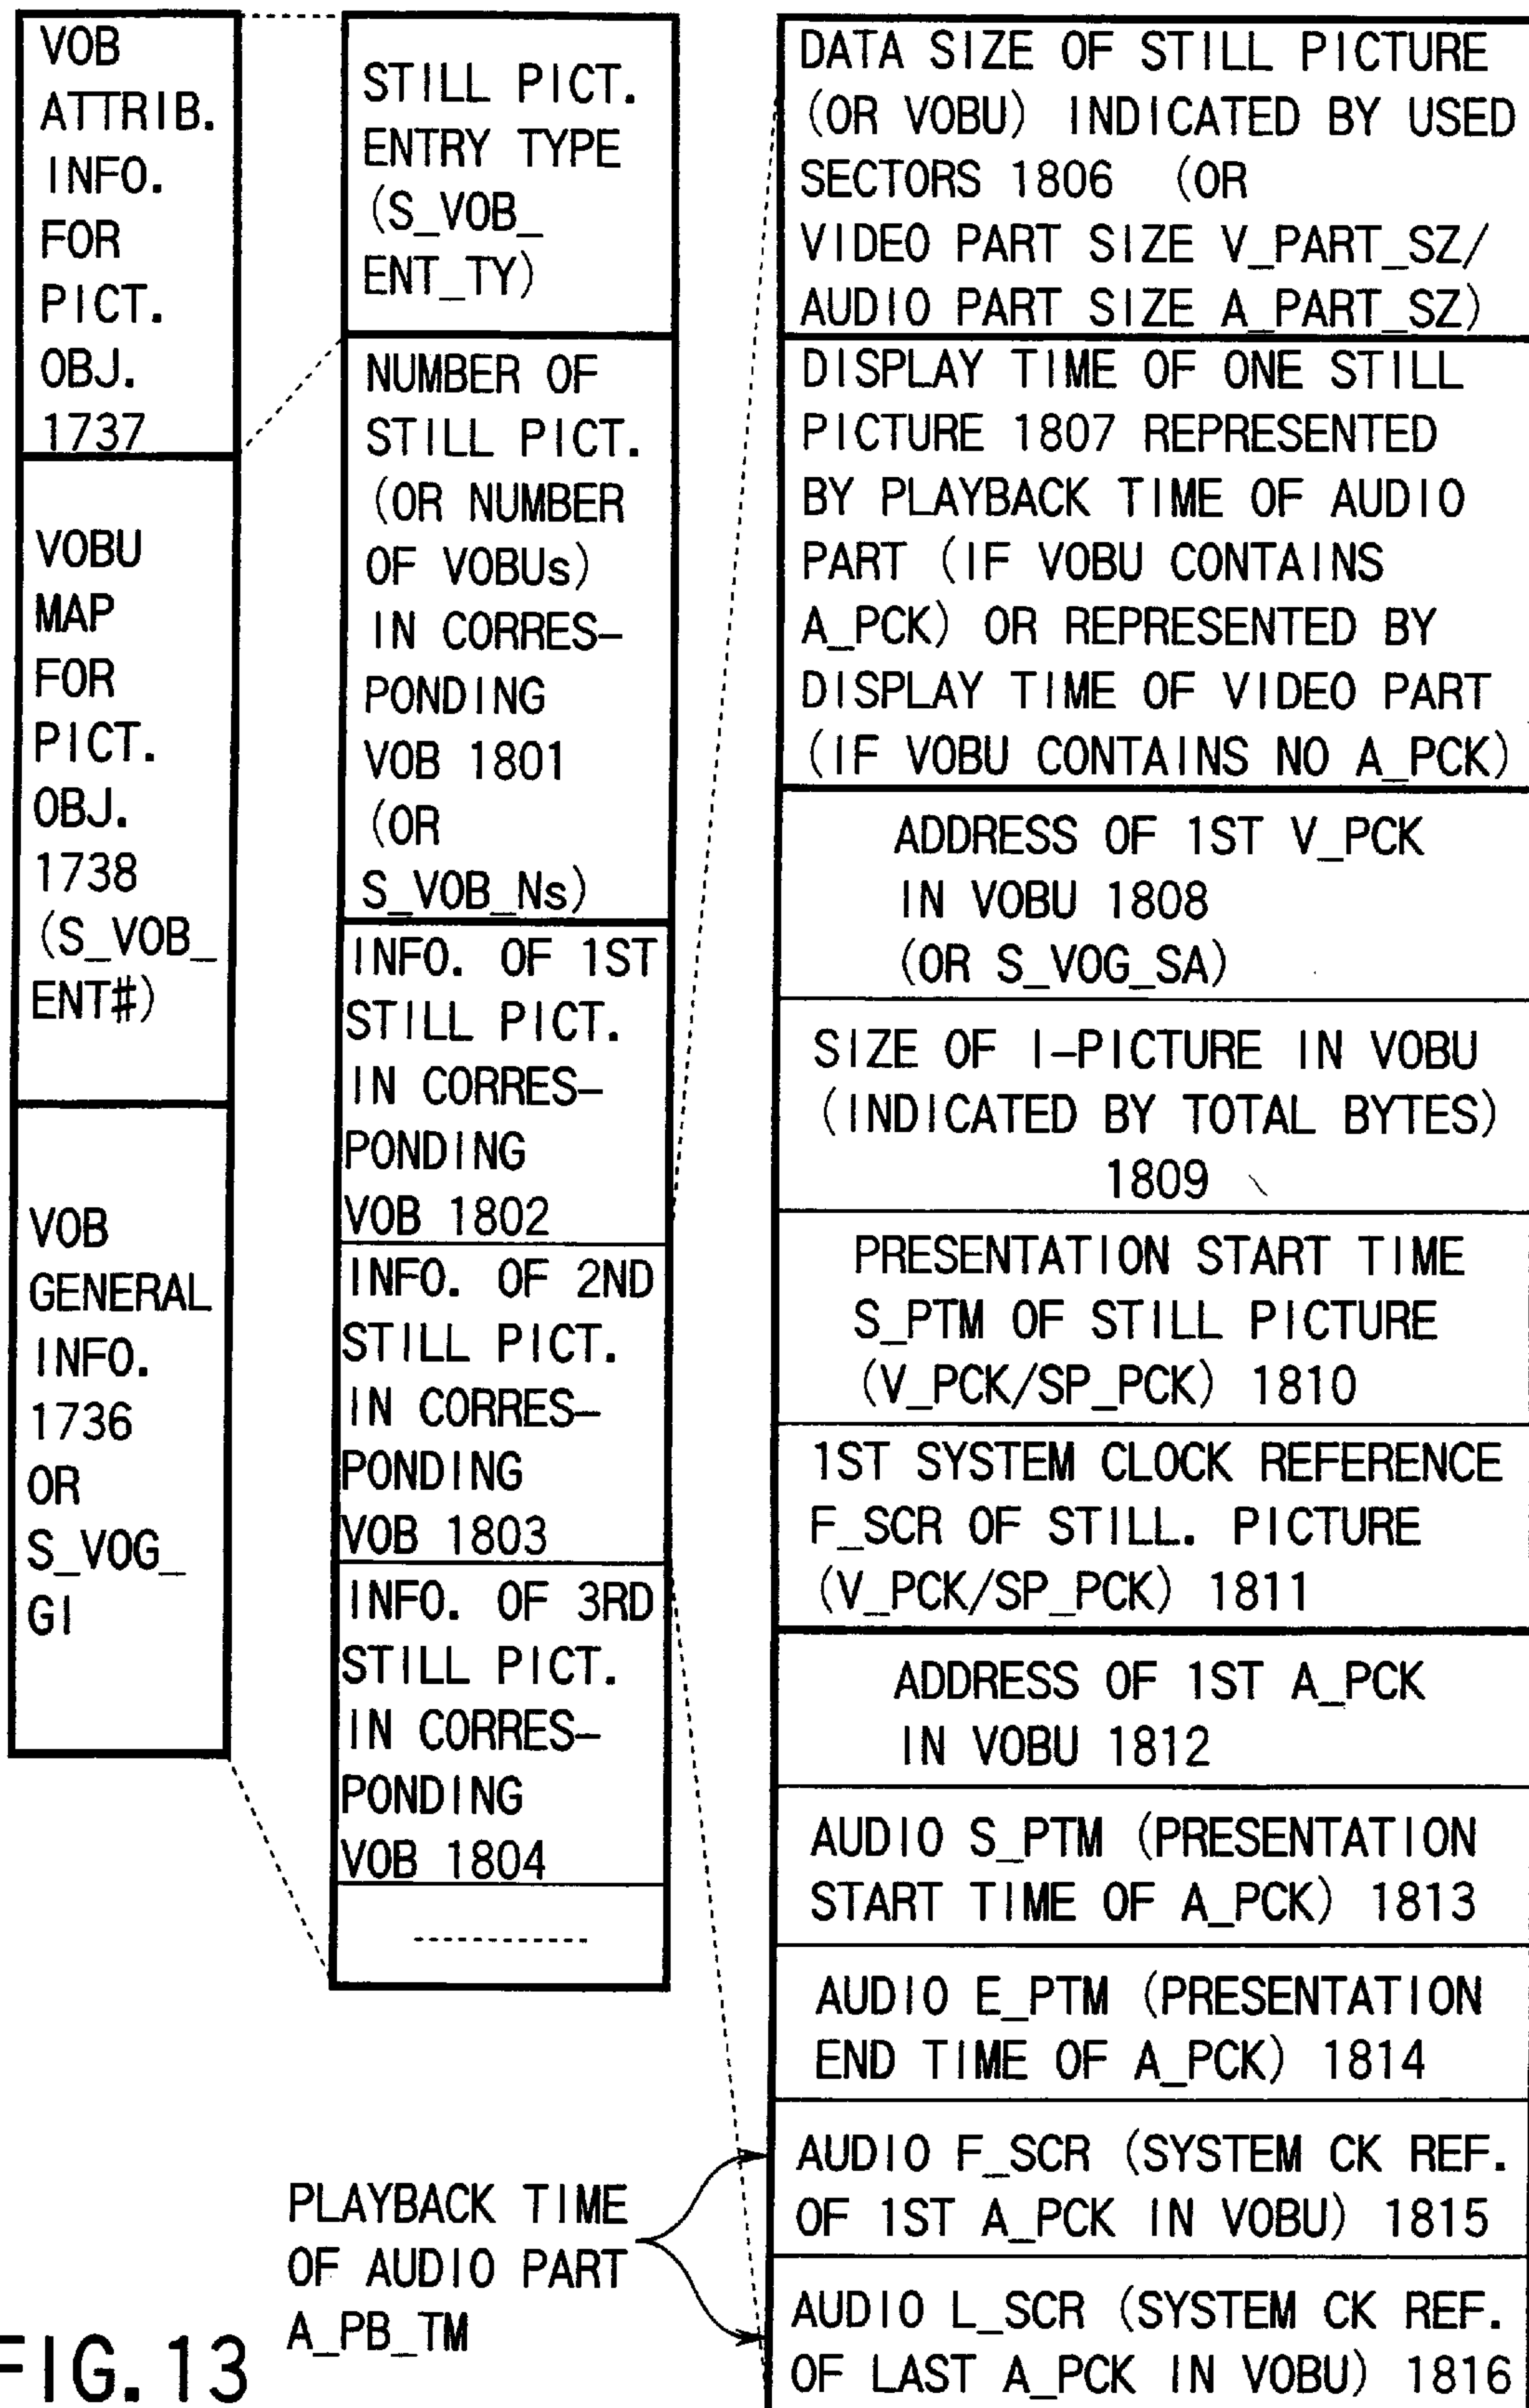 VOB
ATTRIB.
INFO.
FOR
PICT.
OBJ.
1737
VOBU
MAP
FOR
PICT.
OBJ.
1738
(S_VOB_
ENT#)
VOB
GENERAL
INFO.
1736
OR
S_VOG_
GI
STILL PICT.
ENTRY TYPE
(S_VOB_
ENT_TY)
NUMBER OF
STILL PICT.
(OR NUMBER
OF VOBUs)
IN CORRES-
PONDING
VOB 1801
(OR
S_VOB_Ns)
INFO. OF 1ST
STILL PICT.
IN CORRES-
PONDING
VOB 1802
INFO. OF 2ND
STILL PICT.
IN CORRES-
PONDING
VOB 1803
INFO. OF 3RD
STILL PICT.
IN CORRES-
PONDING
VOB 1804
DATA SIZE OF STILL PICTURE
(OR VOBU) INDICATED BY USED
SECTORS 1806 (OR
VIDEO PART SIZE V_PART_SZ/
AUDIO PART SIZE A_PART_SZ)
DISPLAY TIME OF ONE STILL
PICTURE 1807 REPRESENTED
BY PLAYBACK TIME OF AUDIO
PART (IF VOBU CONTAINS
A_PCK) OR REPRESENTED BY
DISPLAY TIME OF VIDEO PART
(IF VOBU CONTAINS NO A_PCK)
ADDRESS OF 1ST V_PCK
IN VOBU 1808
(OR S_VOG_SA)
SIZE OF I-PICTURE IN VOBU
(INDICATED BY TOTAL BYTES)
1809
PRESENTATION START TIME
S_PTM OF STILL PICTURE
(V_PCK/SP_PCK) 1810
1ST SYSTEM CLOCK REFERENCE
F_SCR OF STILL. PICTURE
(V_PCK/SP_PCK) 1811
ADDRESS OF 1ST A_PCK
IN VOBU 1812
AUDIO S_PTM (PRESENTATION
START TIME OF A_PCK) 1813
AUDIO E_PTM (PRESENTATION
END TIME OF A_PCK) 1814
AUDIO F_SCR (SYSTEM CK REF.
OF 1ST A_PCK IN VOBU) 1815
AUDIO L_SCR (SYSTEM CK REF.
OF LAST A_PCK IN VOBU) 1816
PLAYBACK TIME
OF AUDIO PART
A_PB_TM
FIG. 13